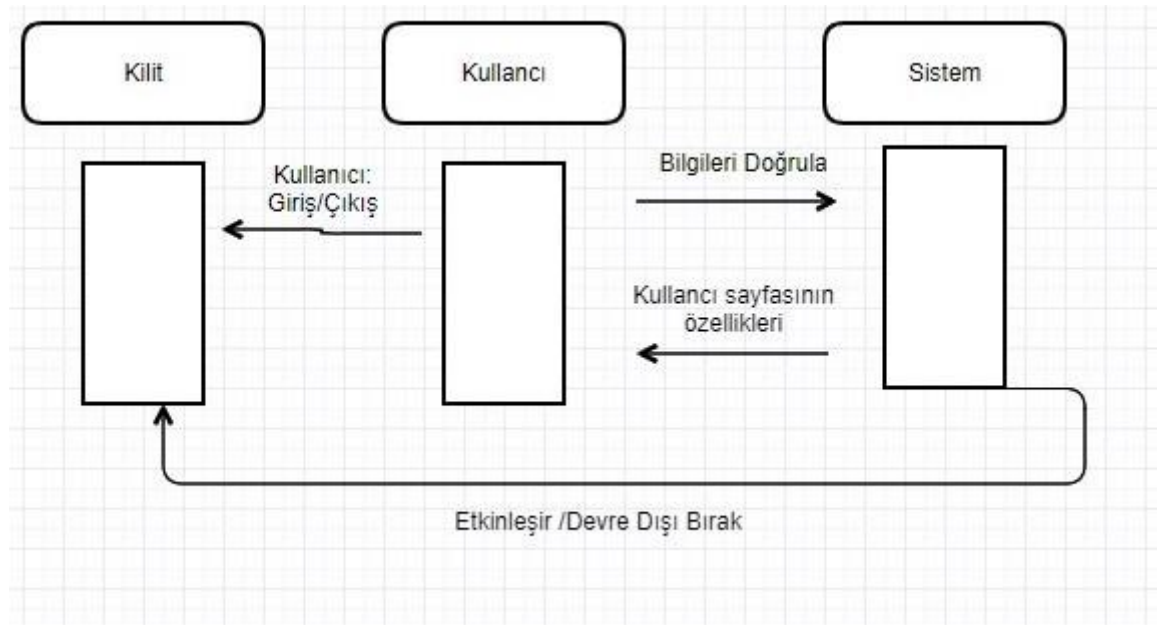 Kilit
Kullancı
Sistem
Kullanıcı:
Giriş/Çıkış
Bilgileri Doğrula
Kullancı sayfasının
özellikleri
Etkinleşir /Devre Dışı Bırak